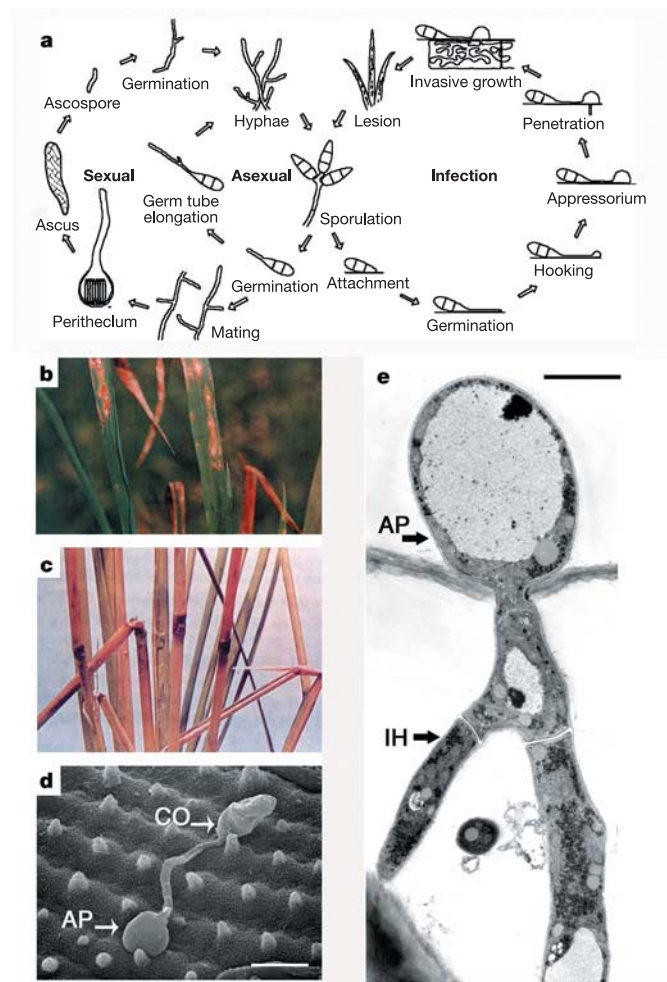 a
Germination
Ascospore
Hyphae
Lesion
Invasive growth
Penetration
Sexual
Asexual
Infection
Germ tube
elongation
Sporulation
Appressorium
Ascus
Hooking
Germination
Attachment
Peritheclum
Mating
Germination
b
c
d
CO
AP
e
AP
IH